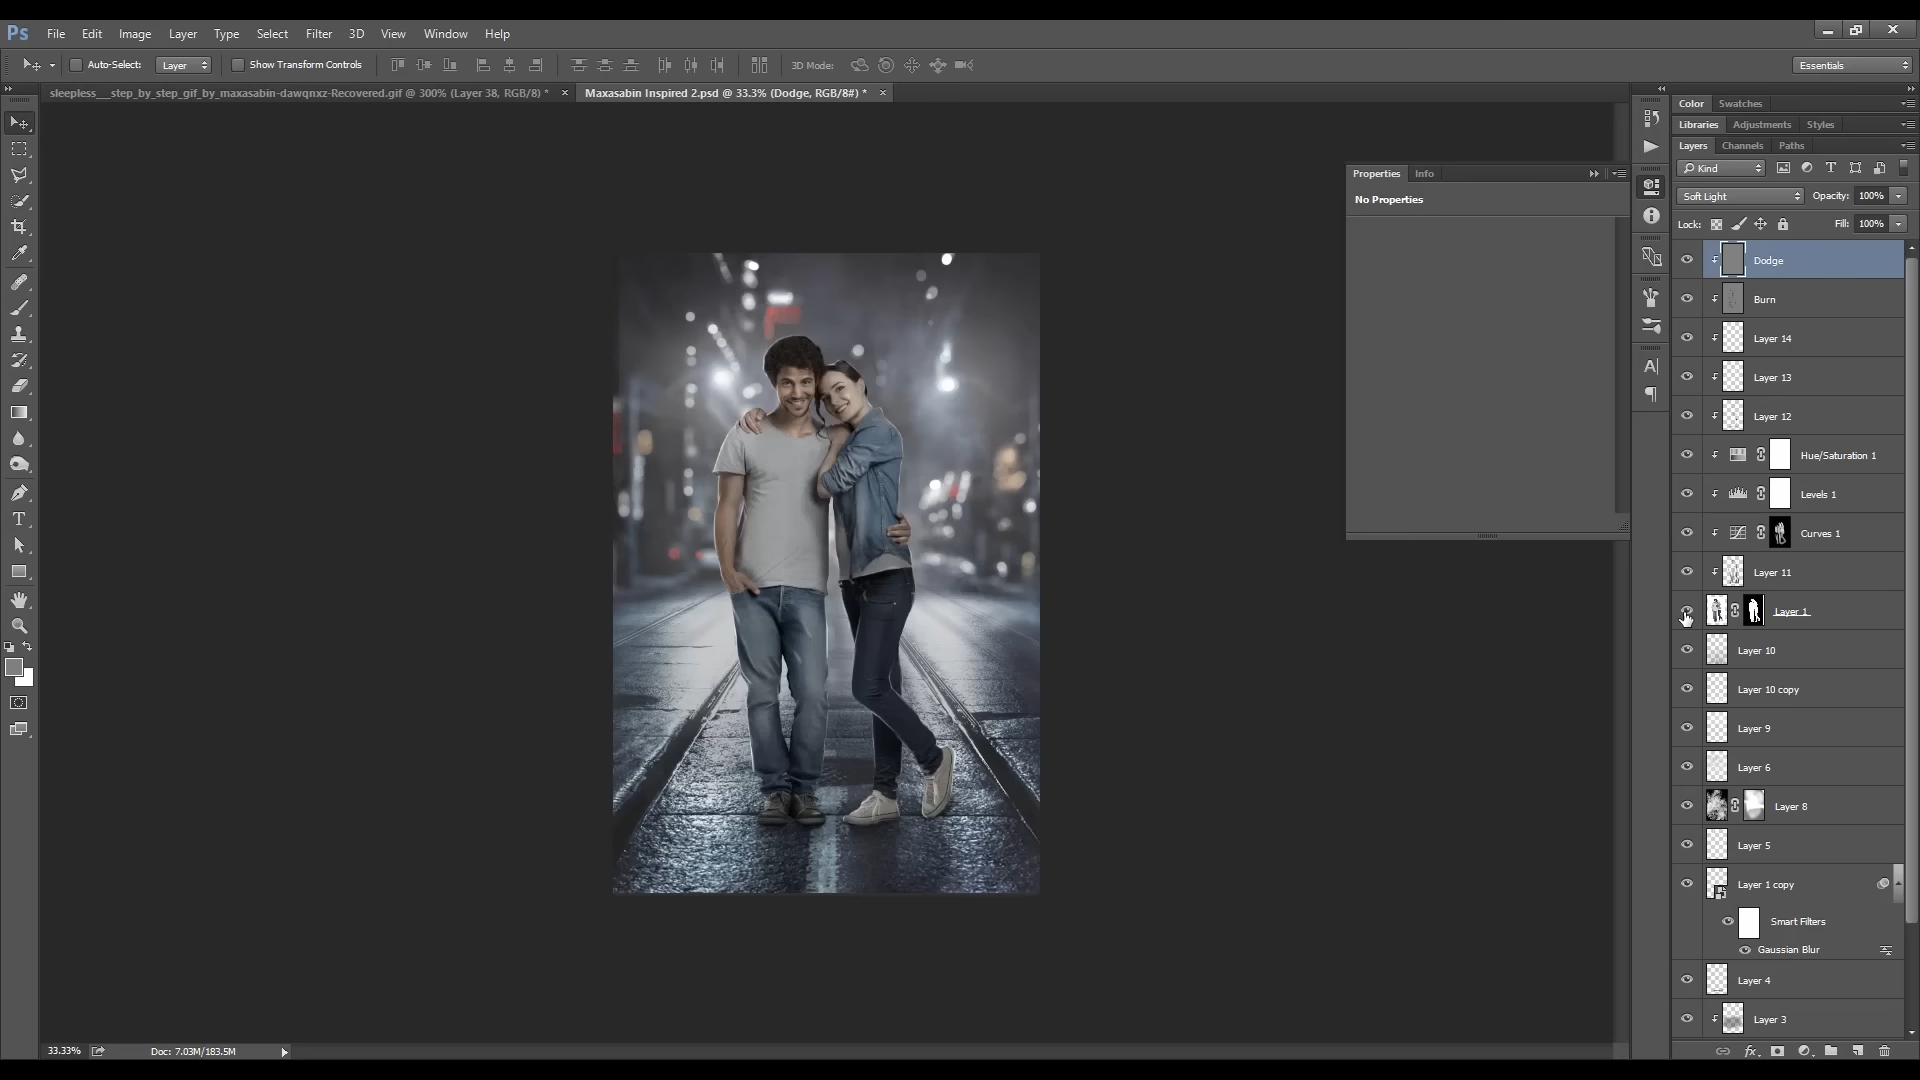 Ps File Edit Image Layer Type Select Filter 3D View Window Help
Auto-Select: Layer Show Transform Controls 3D Mode: Essentials
sleepless___step_by_step_gif_by_maxasabin-dawqnxz-Recovered.gif @ 300% (Layer 38, RGB/8) * Maxasabin Inspired 2.psd @ 33.3% (Dodge, RGB/8#) *
Color Swatches
Libraries Adjustments Styles
Layers Channels Paths
Kind
Properties Info
No Properties
Soft Light Opacity: 100%
Lock: Fill: 100%
Dodge
Burn
Layer 14
Layer 13
Layer 12
Hue/Saturation 1
Levels 1
Curves 1
Layer 11
Layer 1
Layer 10
Layer 10 copy
Layer 9
Layer 6
Layer 8
Layer 5
Layer 1 copy
Smart Filters
Gaussian Blur
Layer 4
Layer 3
33.33% Doc: 7.03M/183.5M